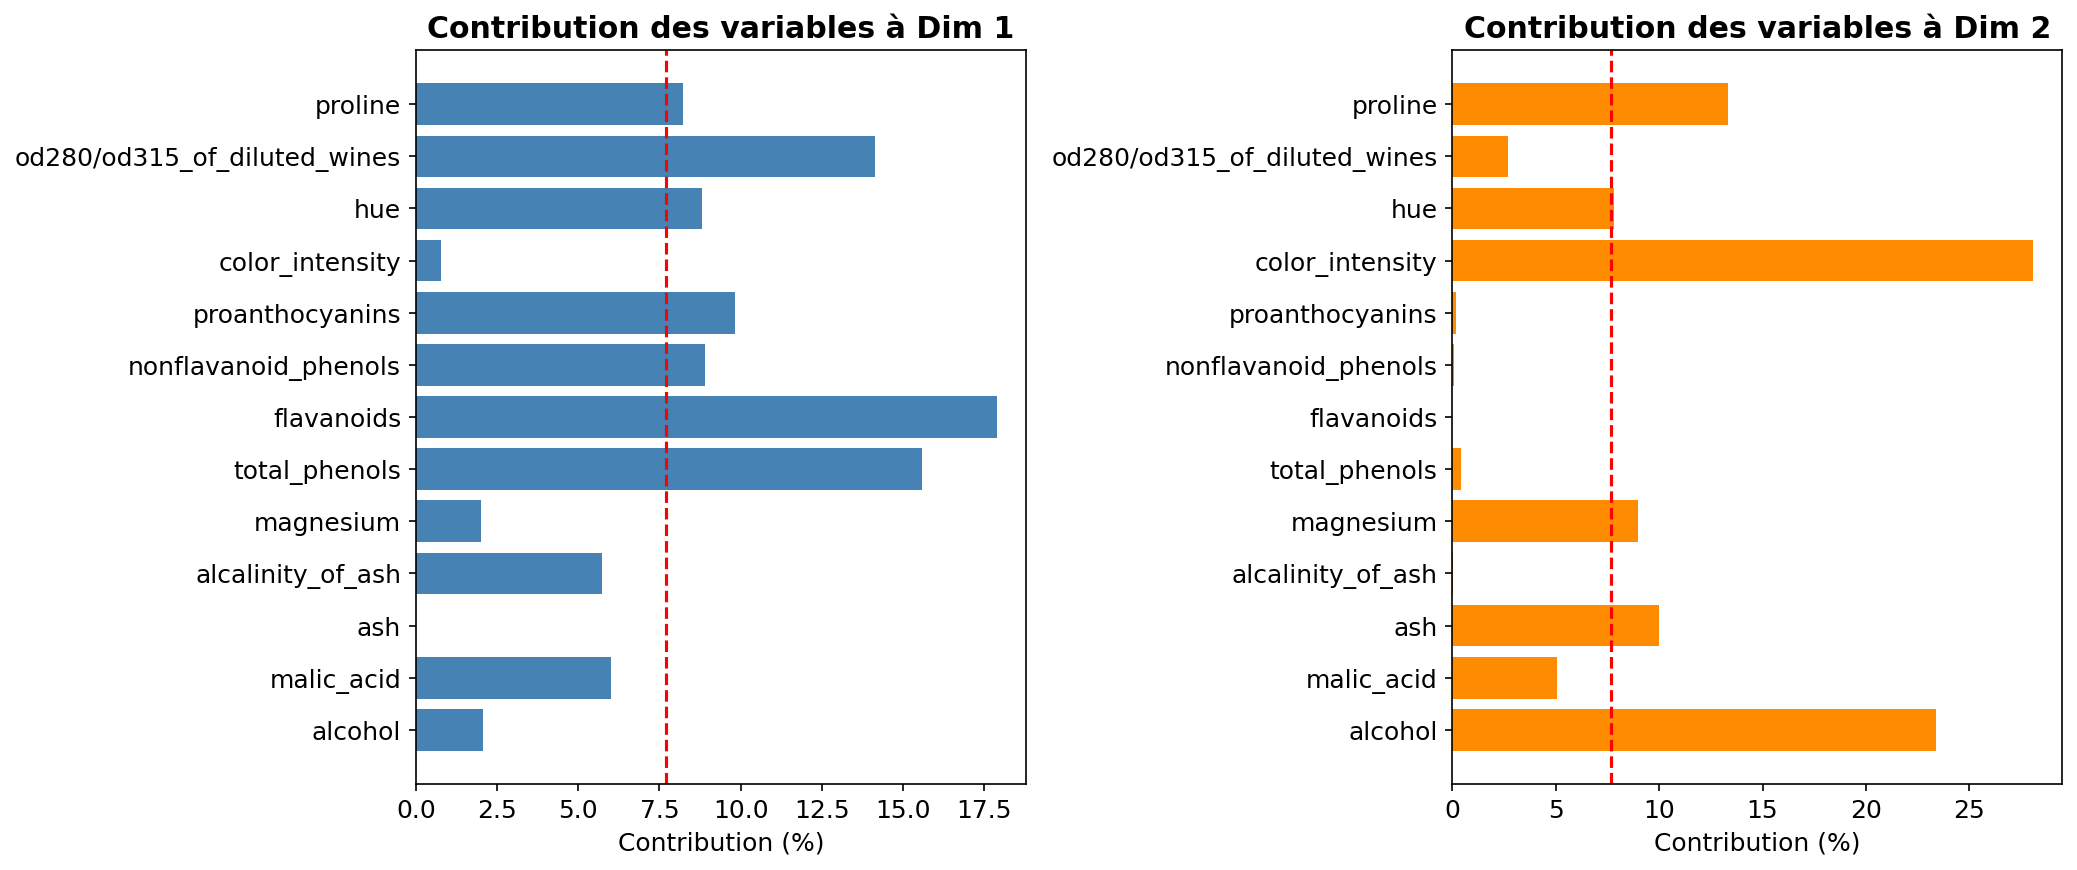 Contribution des variables à Dim 1
proline
od280/od315_of_diluted_wines
hue
color_intensity
proanthocyanins
nonflavanoid_phenols
flavanoids
total_phenols
magnesium
alcalinity_of_ash
ash
malic_acid
alcohol
0.0 2.5 5.0 7.5 10.0 12.5 15.0 17.5
Contribution (%)
Contribution des variables à Dim 2
proline
od280/od315_of_diluted_wines
hue
color_intensity
proanthocyanins
nonflavanoid_phenols
flavanoids
total_phenols
magnesium
alcalinity_of_ash
ash
malic_acid
alcohol
0 5 10 15 20 25
Contribution (%)